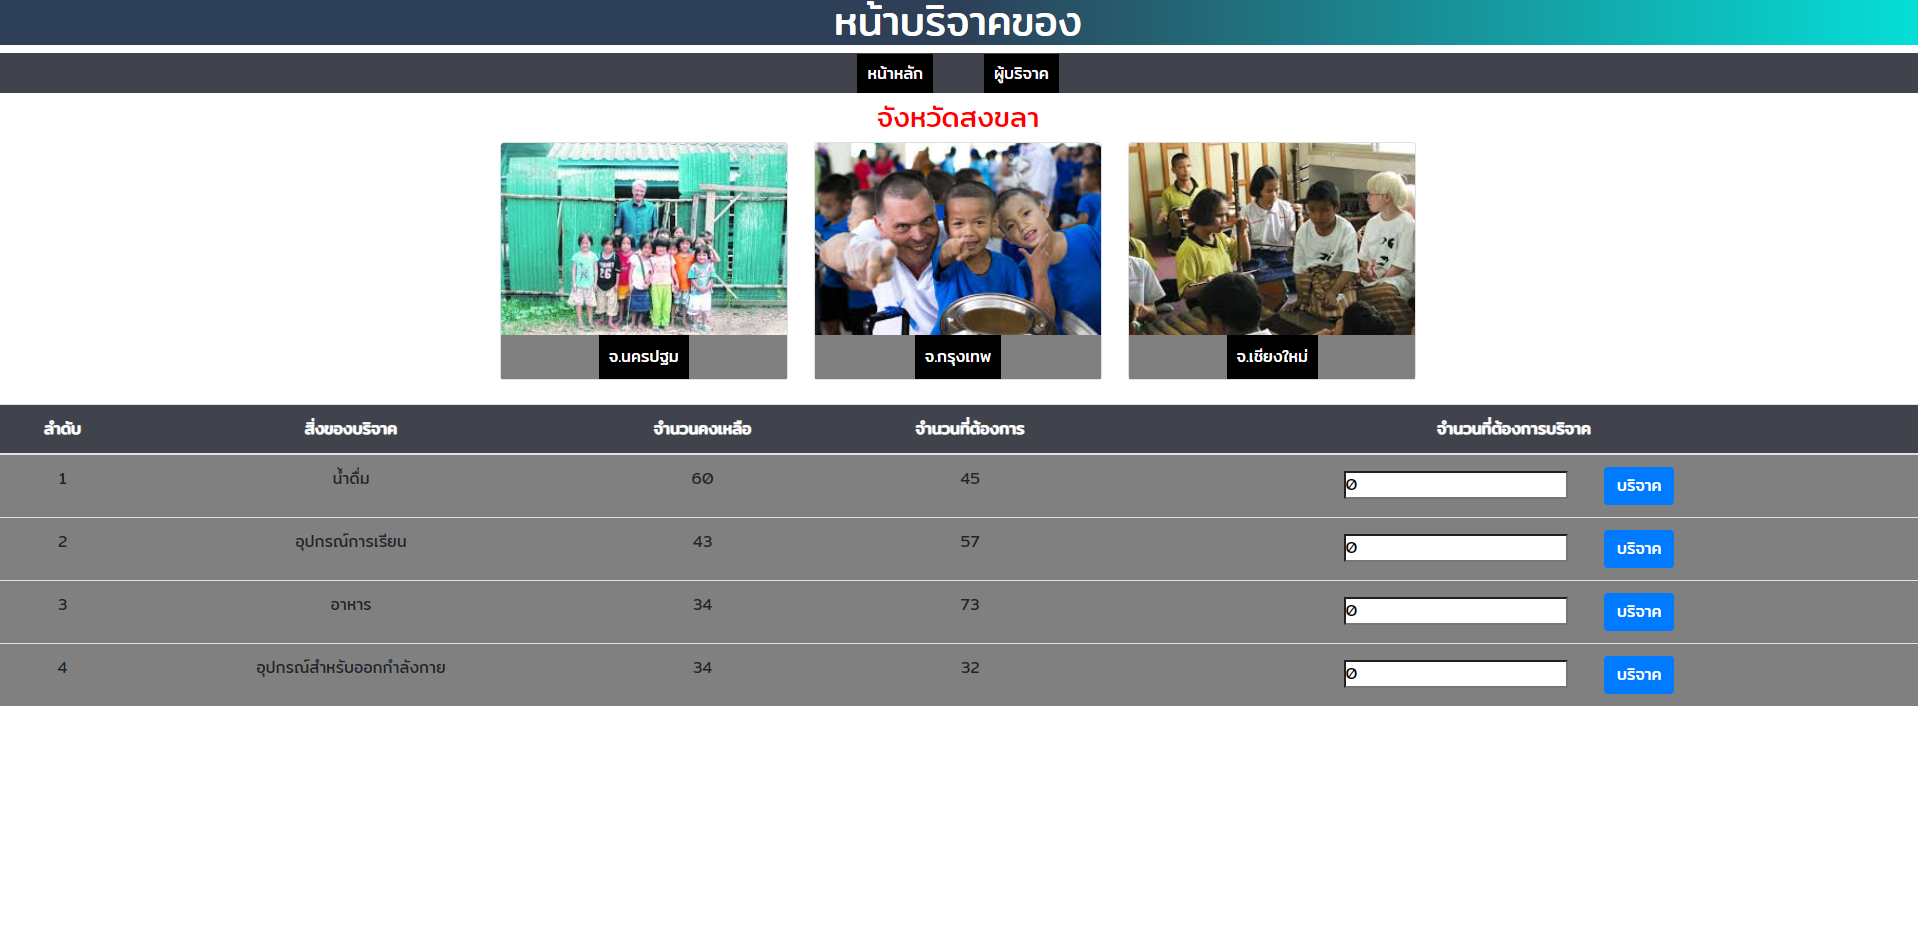 หน้าบริจาคของ
หน้าหลัก ผู้บริจาค
จังหวัดสงขลา
จ.นครปฐม จ.กรุงเทพ จ.เชียงใหม่
ลำดับ สิ่งของบริจาค จำนวนคงเหลือ จำนวนที่ต้องการ จำนวนที่ต้องการบริจาค
1 น้ำดื่ม 60 45 0 บริจาค
2 อุปกรณ์การเรียน 43 57 0 บริจาค
3 อาหาร 34 73 0 บริจาค
4 อุปกรณ์สำหรับออกกำลังกาย 34 32 0 บริจาค